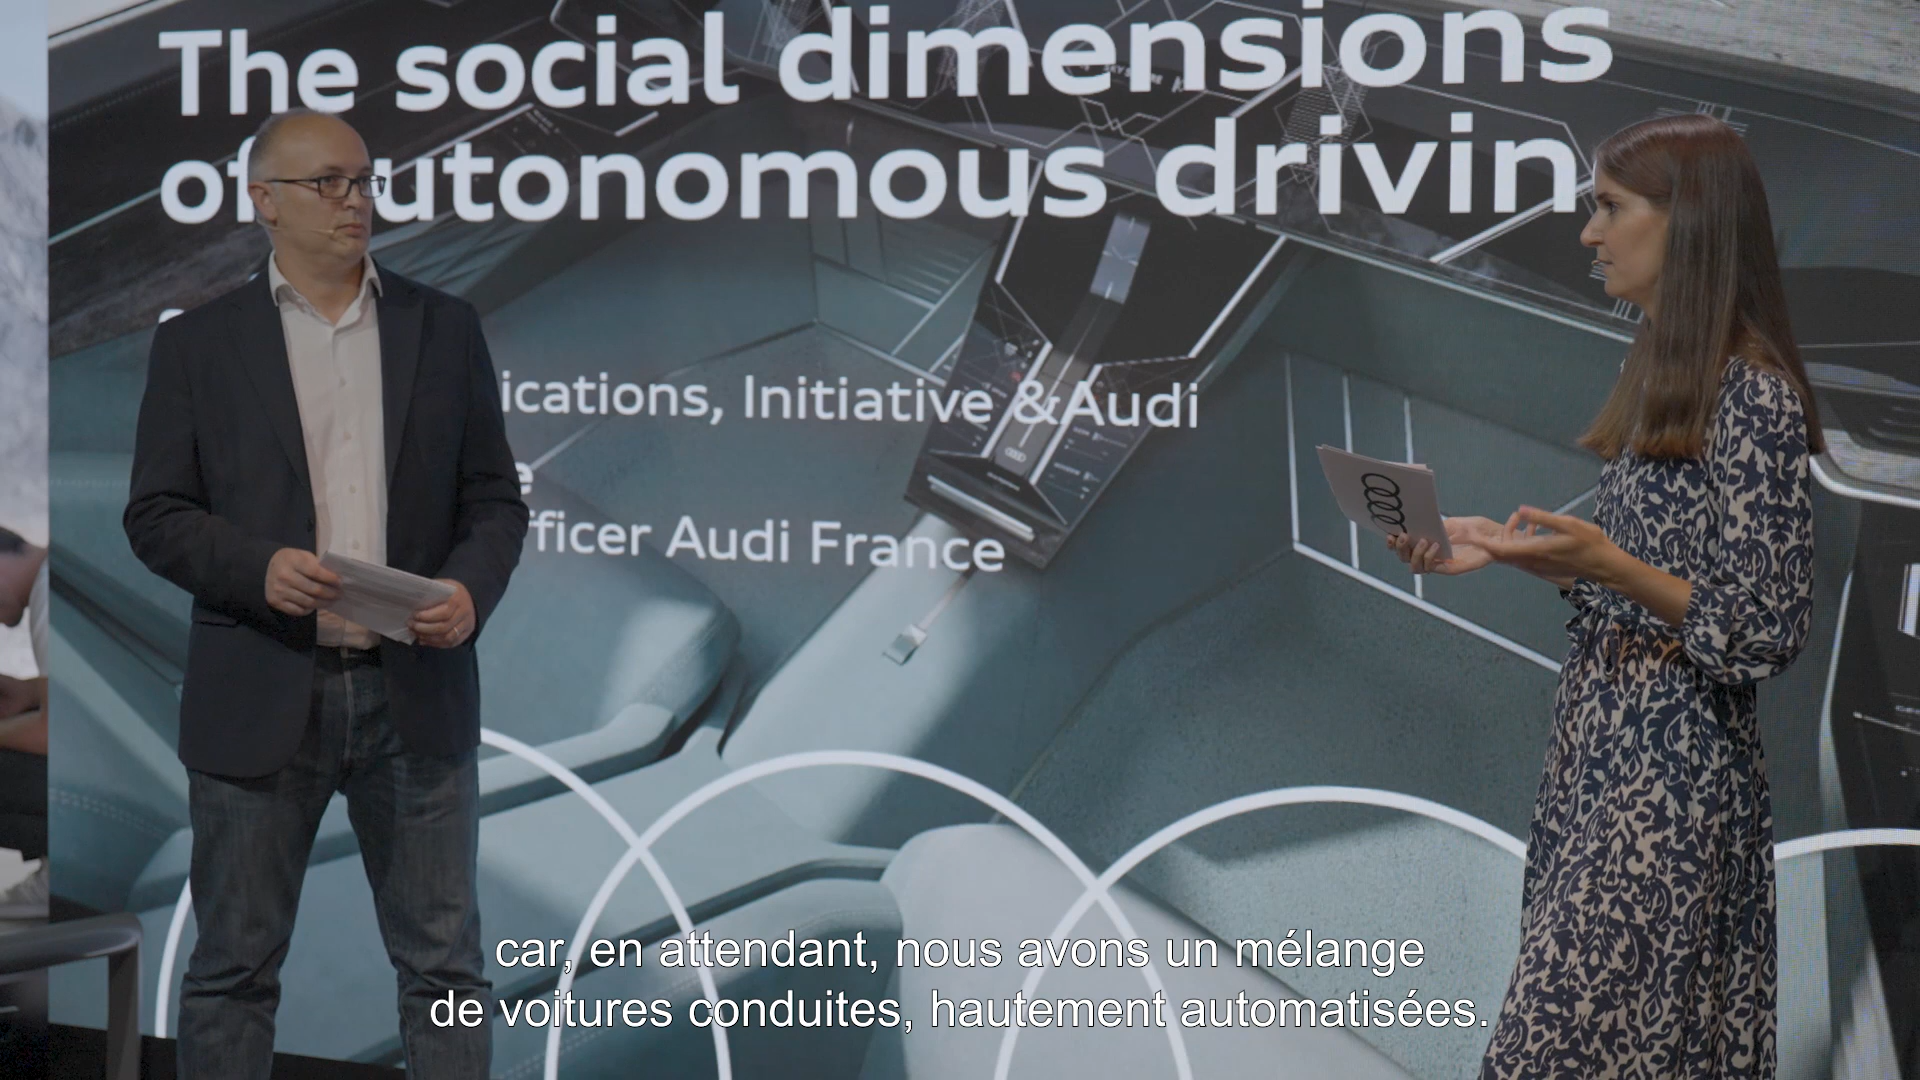 The social dimensions
of autonomous drivin
ications, Initiative & Audi
e
fficer Audi France
car, en attendant, nous avons un mélange
de voitures conduites, hautement automatisées.